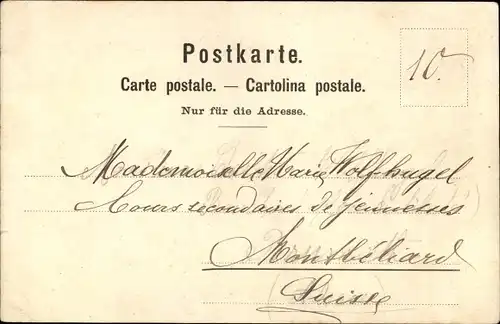 Postkarte.
Carte postale. — Cartolina postale.
Nur für die Adresse.
10.
Mademoiselle Marie Wolfhugel
Cours secondaires de jeunesses
Montbéliard
(Suisse